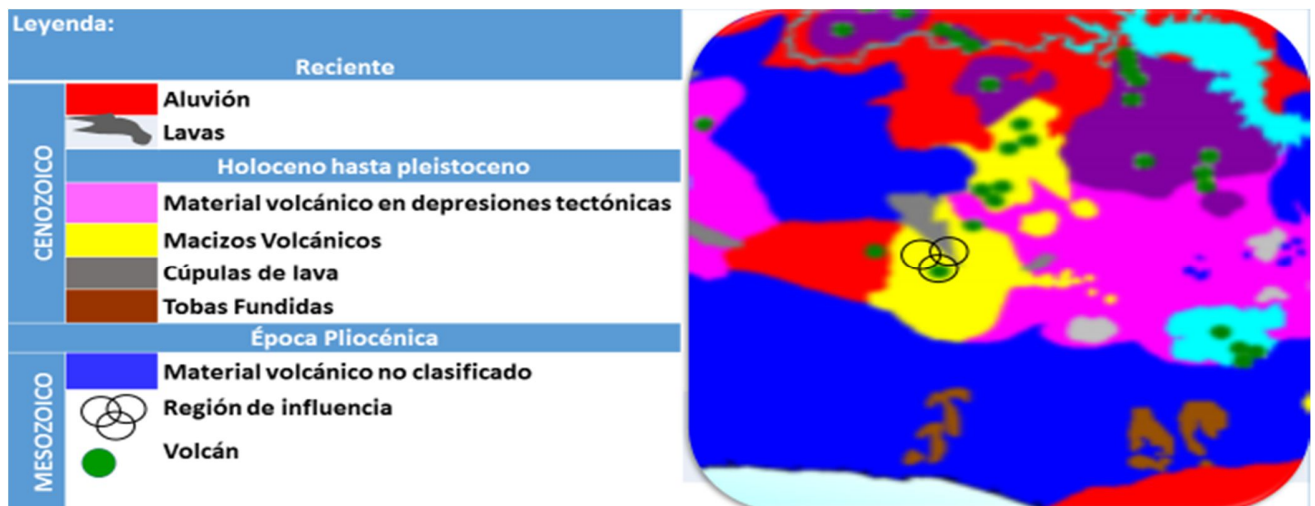 Leyenda:
Reciente
CENOZOICO
Aluvión
Lavas
Holoceno hasta pleistoceno
Material volcánico en depresiones tectónicas
Macizos Volcánicos
Cúpulas de lava
Tobas Fundidas
Época Pliocénica
MESOZOICO
Material volcánico no clasificado
Región de influencia
Volcán